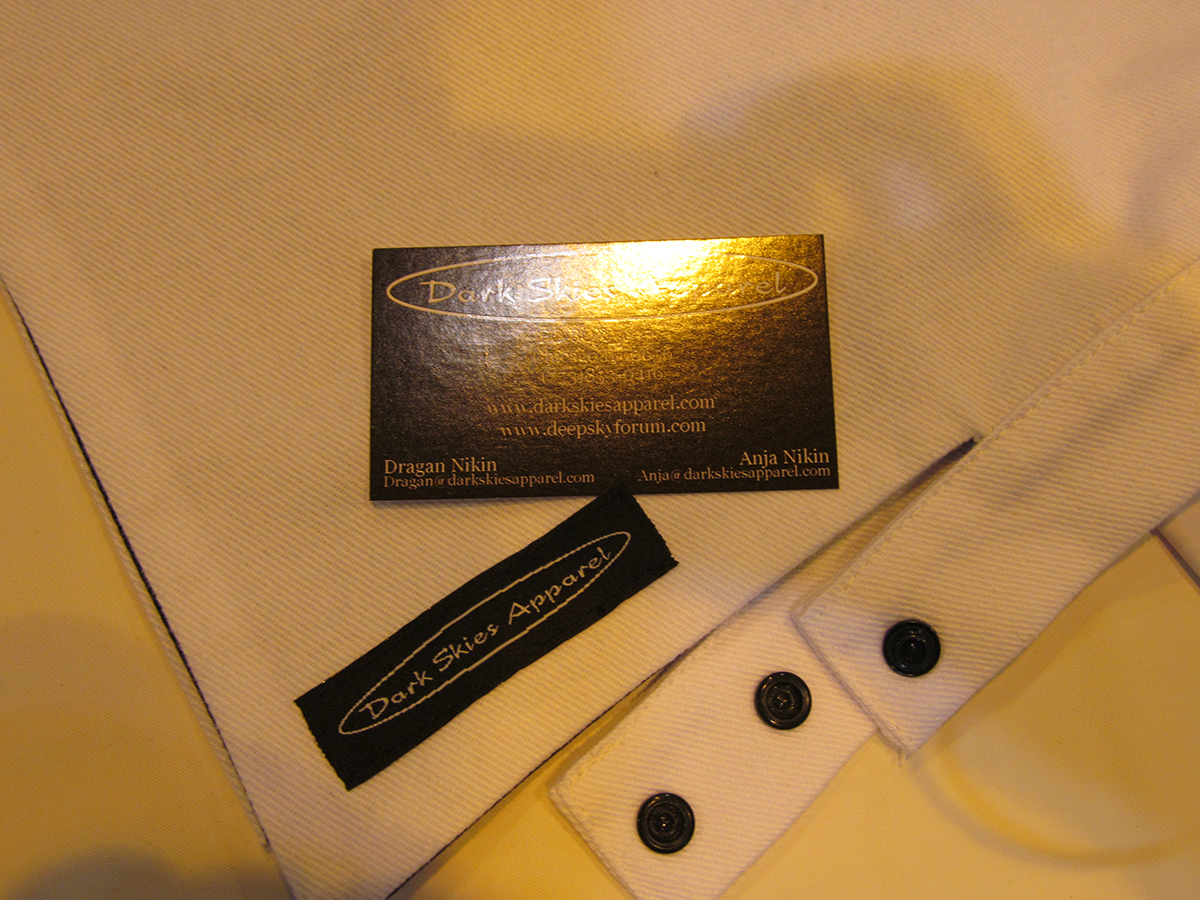 Dark Skies Apparel
www.darkskiesapparel.com
www.deepskyforum.com
Dragan Nikin
Dragan@darkskiesapparel.com
Anja Nikin
Anja@darkskiesapparel.com
Dark Skies Apparel